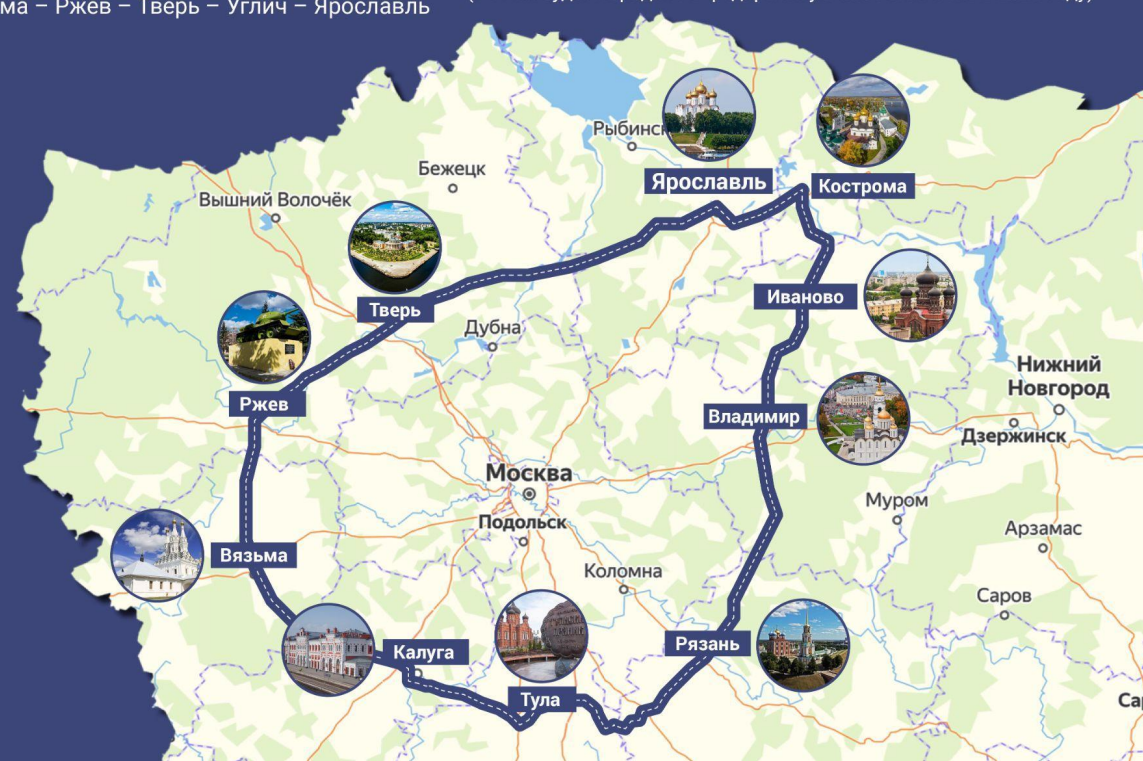 ма – Ржев – Тверь – Углич – Ярославль
Рыбинск
Бежецк
Ярославль
Кострома
Вышний Волочёк
Тверь
Иваново
Дубна
Нижний
Новгород
Ржев
Владимир
Дзержинск
Москва
Муром
Подольск
Арзамас
Вязьма
Коломна
Саров
Рязань
Калуга
Тула
Са